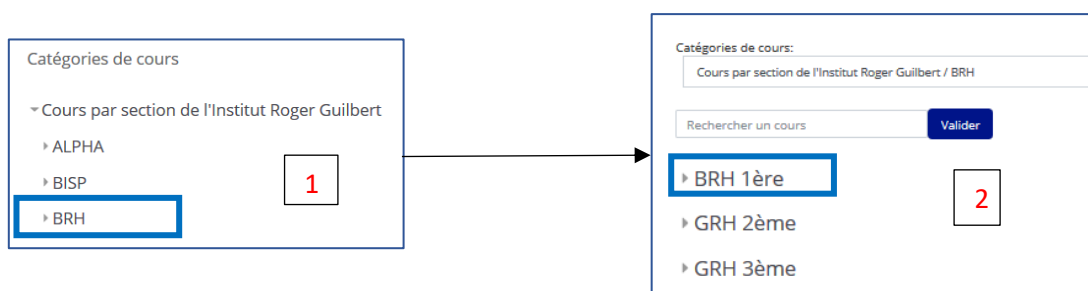 Catégories de cours
Cours par section de l'Institut Roger Guilbert
ALPHA
BISP
BRH
1
Catégories de cours:
Cours par section de l'Institut Roger Guilbert / BRH
Rechercher un cours
Valider
BRH 1ère
GRH 2ème
GRH 3ème
2